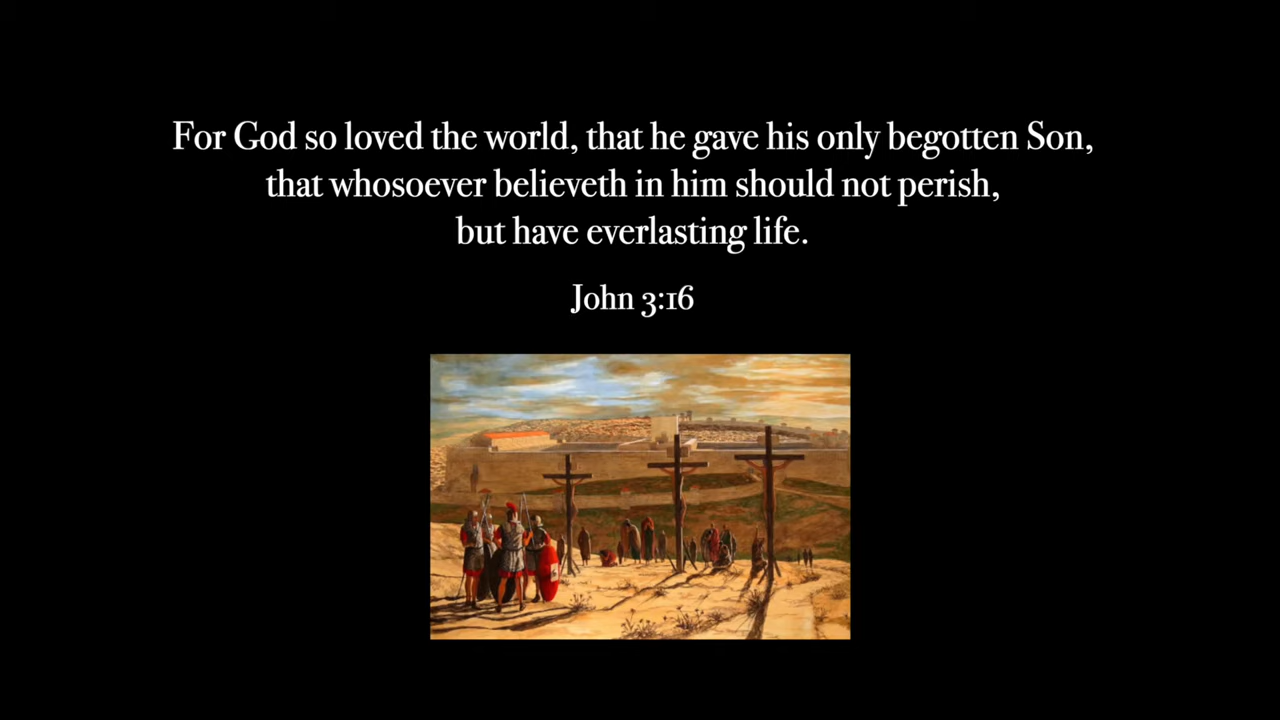 For God so loved the world, that he gave his only begotten Son,
that whosoever believeth in him should not perish,
but have everlasting life.
John 3:16